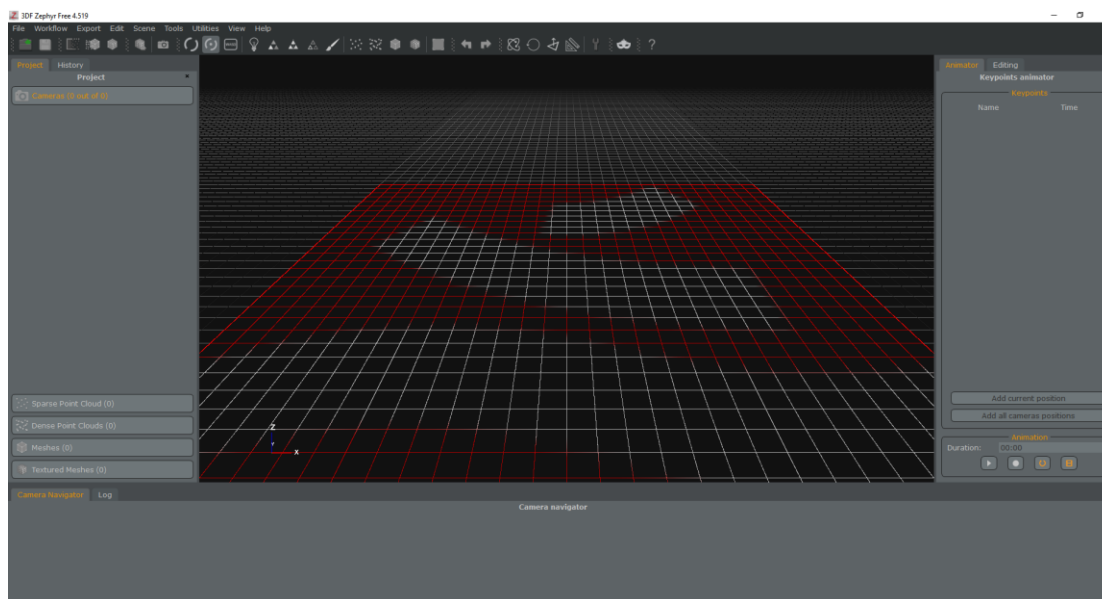 3DF Zephyr Free 4.519
File Workflow Export Edit Scene Tools Utilities View Help
Project History
Project
Cameras (0 out of 0)
Sparse Point Cloud (0)
Dense Point Clouds (0)
Meshes (0)
Textured Meshes (0)
Z
Y
X
Animator Editing
Keypoints animator
Keypoints
Name Time
Add current position
Add all cameras positions
Animation
Duration: 00:00
Camera Navigator Log
Camera navigator